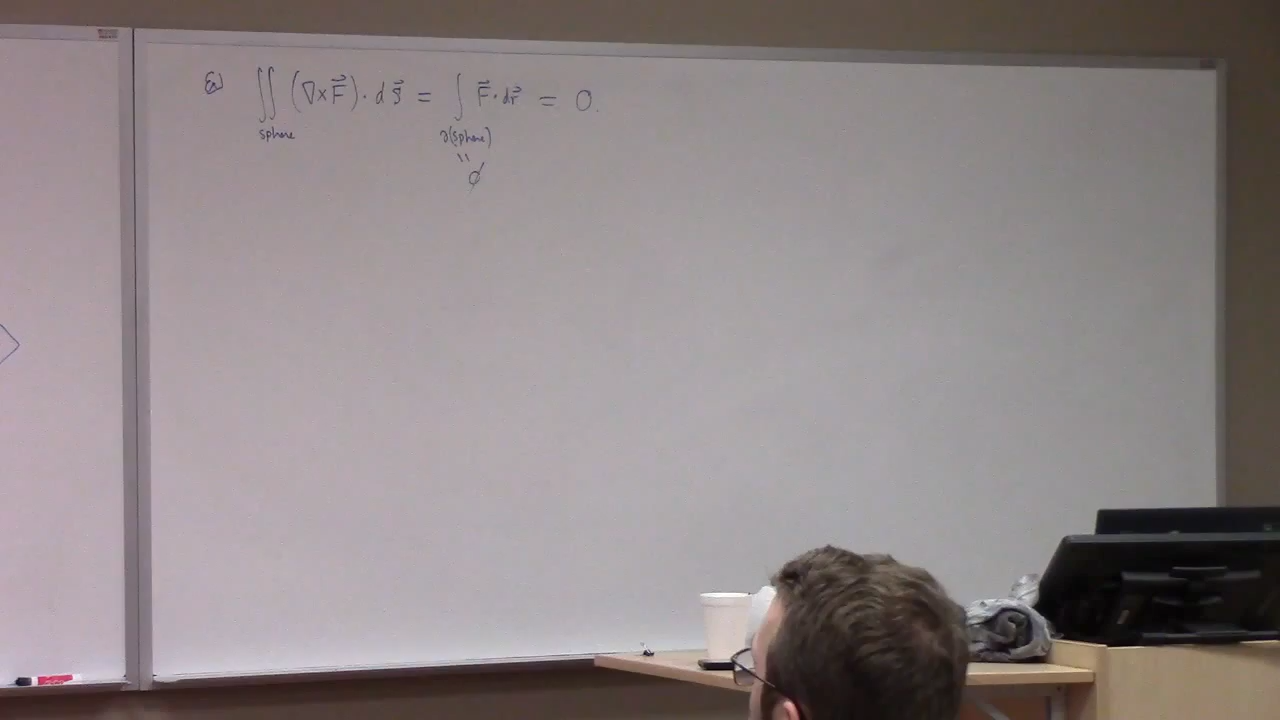 Ex) ∬ (∇×F⃗)·dS⃗ = ∫ F⃗·dr⃗ = 0.
sphere ∂(sphere)
=
∅